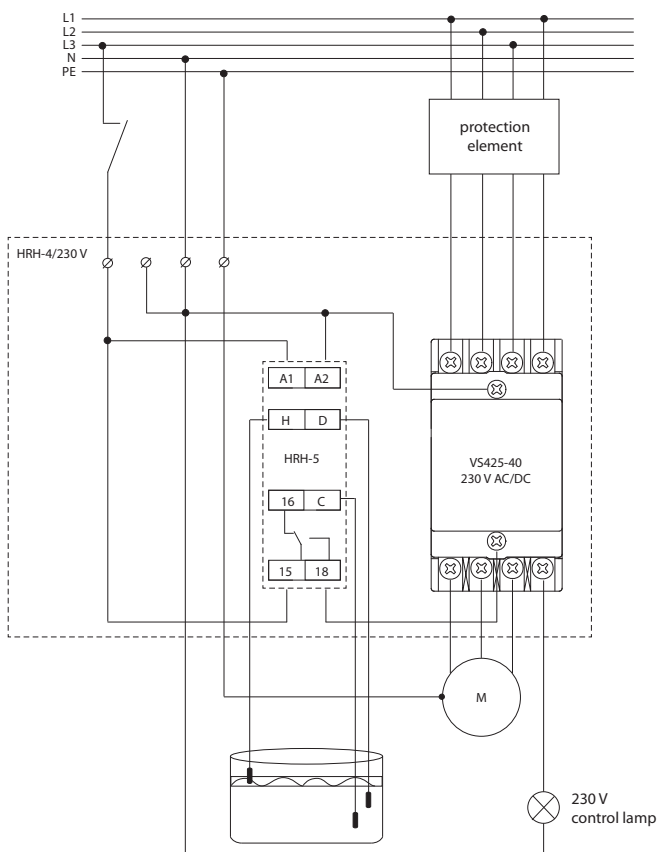 L1
L2
L3
N
PE
protection
element
HRH-4/230 V
A1 A2
H D
HRH-5
16 C
15 18
VS425-40
230 V AC/DC
M
230 V
control lamp